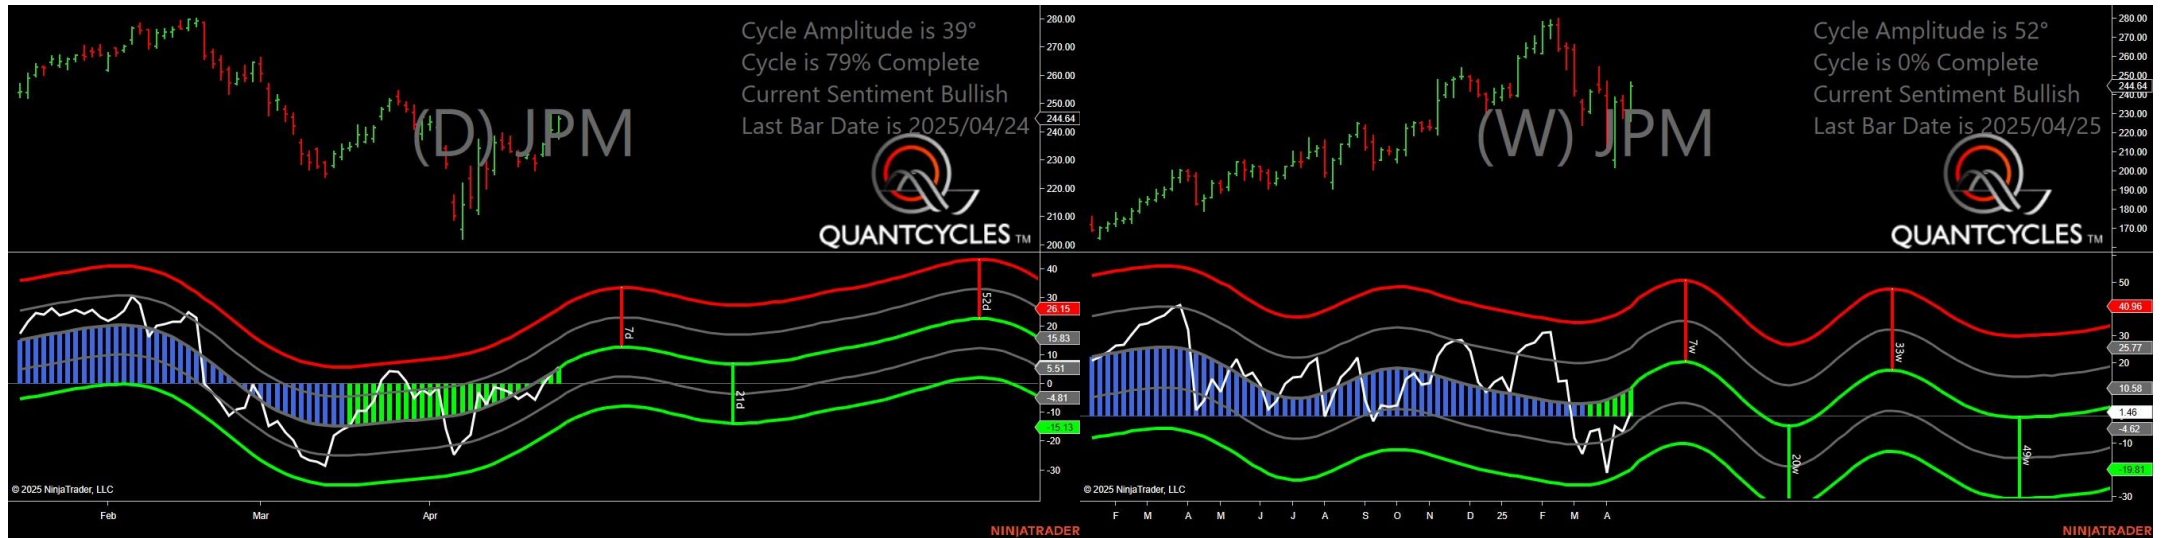 Cycle Amplitude is 39°
Cycle is 79% Complete
Current Sentiment Bullish
Last Bar Date is 2025/04/24
(D) JPM
QUANTCYCLES TM
280.00
270.00
260.00
250.00
244.64
240.00
230.00
220.00
210.00
200.00
40
30
26.15
20
15.83
10
5.51
0
-4.81
-10
-15.13
-20
-30
7d
21d
52d
© 2025 NinjaTrader, LLC
Feb
Mar
Apr
NINJATRADER
Cycle Amplitude is 52°
Cycle is 0% Complete
Current Sentiment Bullish
Last Bar Date is 2025/04/25
(W) JPM
QUANTCYCLES TM
280.00
270.00
260.00
250.00
244.64
240.00
230.00
220.00
210.00
200.00
190.00
180.00
170.00
50
40.96
30
25.77
20
10.58
1.46
-4.62
-10
-19.81
-30
7w
20w
33w
49w
© 2025 NinjaTrader, LLC
F M A M J J A S O N D 25 F M A
NINJATRADER